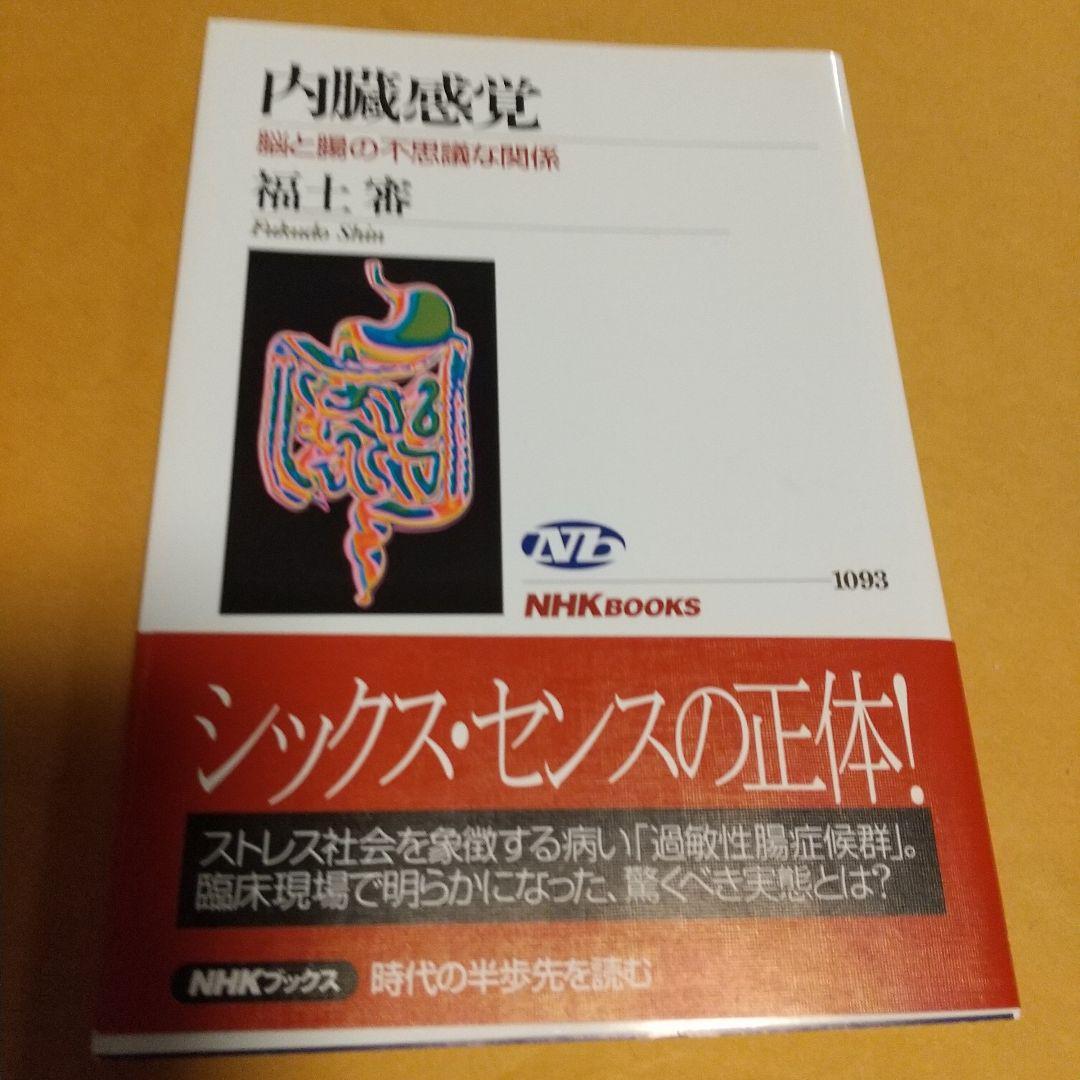 内臓感覚
脳と腸の不思議な関係
福土 審
Fukudo Shin
Nb
NHK BOOKS
1093
シックス・センスの正体!
ストレス社会を象徴する病い「過敏性腸症候群」。
臨床現場で明らかになった、驚くべき実態とは?
NHKブックス 時代の半歩先を読む